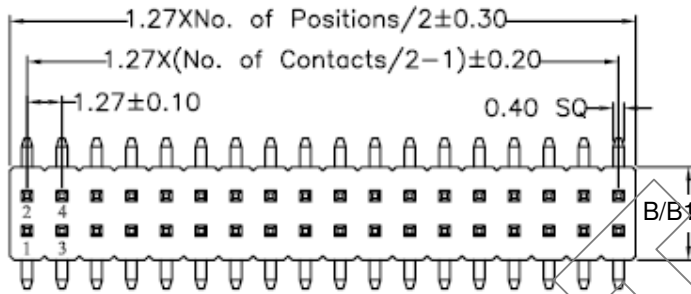 1.27XNo. of Positions/2±0.30
1.27X(No. of Contacts/2-1)±0.20
1.27±0.10
0.40 SQ
2 4
B/B1
1 3